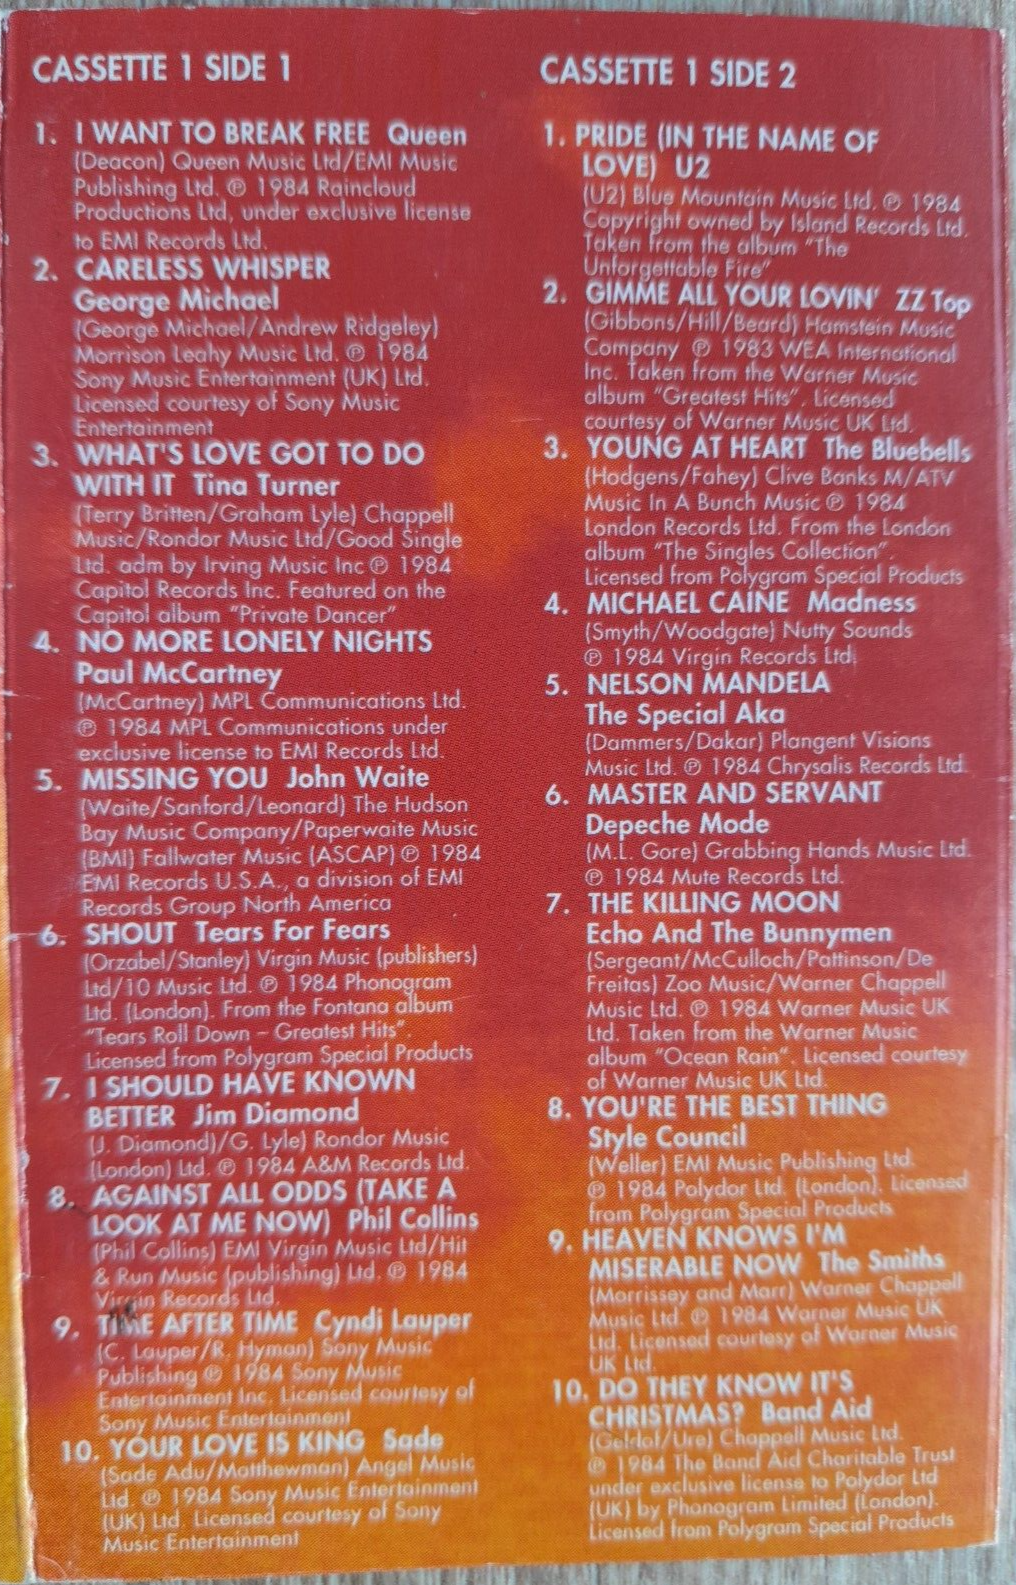 CASSETTE 1 SIDE 1
1. I WANT TO BREAK FREE Queen
(Deacon) Queen Music Ltd/EMI Music
Publishing Ltd. ℗ 1984 Raincloud
Productions Ltd, under exclusive license
to EMI Records Ltd.
2. CARELESS WHISPER
George Michael
(George Michael/Andrew Ridgeley)
Morrison Leahy Music Ltd. ℗ 1984
Sony Music Entertainment (UK) Ltd.
Licensed courtesy of Sony Music
Entertainment
3. WHAT'S LOVE GOT TO DO
WITH IT Tina Turner
(Terry Britten/Graham Lyle) Chappell
Music/Rondor Music Ltd/Good Single
Ltd. adm by Irving Music Inc ℗ 1984
Capitol Records Inc. Featured on the
Capitol album "Private Dancer"
4. NO MORE LONELY NIGHTS
Paul McCartney
(McCartney) MPL Communications Ltd.
℗ 1984 MPL Communications under
exclusive license to EMI Records Ltd.
5. MISSING YOU John Waite
(Waite/Sanford/Leonard) The Hudson
Bay Music Company/Paperwaite Music
(BMI) Fallwater Music (ASCAP) ℗ 1984
EMI Records U.S.A., a division of EMI
Records Group North America
6. SHOUT Tears For Fears
(Orzabel/Stanley) Virgin Music (publishers)
Ltd/10 Music Ltd. ℗ 1984 Phonogram
Ltd. (London). From the Fontana album
"Tears Roll Down – Greatest Hits".
Licensed from Polygram Special Products
7. I SHOULD HAVE KNOWN
BETTER Jim Diamond
(J. Diamond)/G. Lyle) Rondor Music
(London) Ltd. ℗ 1984 A&M Records Ltd.
8. AGAINST ALL ODDS (TAKE A
LOOK AT ME NOW) Phil Collins
(Phil Collins) EMI Virgin Music Ltd/Hit
& Run Music (publishing) Ltd. ℗ 1984
Virgin Records Ltd.
9. TIME AFTER TIME Cyndi Lauper
(C. Lauper/R. Hyman) Sony Music
Publishing ℗ 1984 Sony Music
Entertainment Inc. Licensed courtesy of
Sony Music Entertainment
10. YOUR LOVE IS KING Sade
(Sade Adu/Matthewman) Angel Music
Ltd. ℗ 1984 Sony Music Entertainment
(UK) Ltd. Licensed courtesy of Sony
Music Entertainment
CASSETTE 1 SIDE 2
1. PRIDE (IN THE NAME OF
LOVE) U2
(U2) Blue Mountain Music Ltd. ℗ 1984
Copyright owned by Island Records Ltd.
Taken from the album "The
Unforgettable Fire"
2. GIMME ALL YOUR LOVIN' ZZ Top
(Gibbons/Hill/Beard) Hamstein Music
Company ℗ 1983 WEA International
Inc. Taken from the Warner Music
album "Greatest Hits". Licensed
courtesy of Warner Music UK Ltd.
3. YOUNG AT HEART The Bluebells
(Hodgens/Fahey) Clive Banks M/ATV
Music In A Bunch Music ℗ 1984
London Records Ltd. From the London
album "The Singles Collection".
Licensed from Polygram Special Products
4. MICHAEL CAINE Madness
(Smyth/Woodgate) Nutty Sounds
℗ 1984 Virgin Records Ltd.
5. NELSON MANDELA
The Special Aka
(Dammers/Dakar) Plangent Visions
Music Ltd. ℗ 1984 Chrysalis Records Ltd.
6. MASTER AND SERVANT
Depeche Mode
(M.L. Gore) Grabbing Hands Music Ltd.
℗ 1984 Mute Records Ltd.
7. THE KILLING MOON
Echo And The Bunnymen
(Sergeant/McCulloch/Pattinson/De
Freitas) Zoo Music/Warner Chappell
Music Ltd. ℗ 1984 Warner Music UK
Ltd. Taken from the Warner Music
album "Ocean Rain". Licensed courtesy
of Warner Music UK Ltd.
8. YOU'RE THE BEST THING
Style Council
(Weller) EMI Music Publishing Ltd.
℗ 1984 Polydor Ltd. (London). Licensed
from Polygram Special Products
9. HEAVEN KNOWS I'M
MISERABLE NOW The Smiths
(Morrissey and Marr) Warner Chappell
Music Ltd. ℗ 1984 Warner Music UK
Ltd. Licensed courtesy of Warner Music
UK Ltd.
10. DO THEY KNOW IT'S
CHRISTMAS? Band Aid
(Geldof/Ure) Chappell Music Ltd.
℗ 1984 The Band Aid Charitable Trust
under exclusive license to Polydor Ltd
(UK) by Phonogram Limited (London).
Licensed from Polygram Special Products